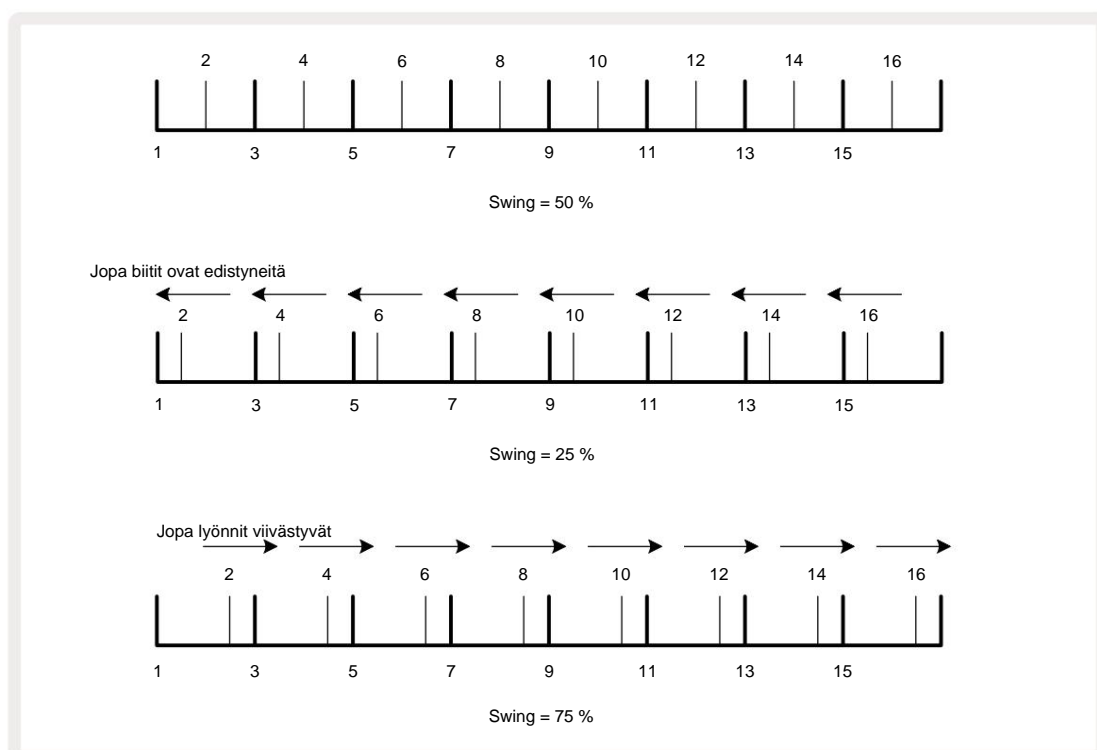 2 4 6 8 10 12 14 16
1 3 5 7 9 11 13 15
Swing = 50 %
Jopa biitit ovat edistyneitä
2 4 6 8 10 12 14 16
1 3 5 7 9 11 13 15
Swing = 25 %
Jopa lyönnit viivästyvät
2 4 6 8 10 12 14 16
1 3 5 7 9 11 13 15
Swing = 75 %